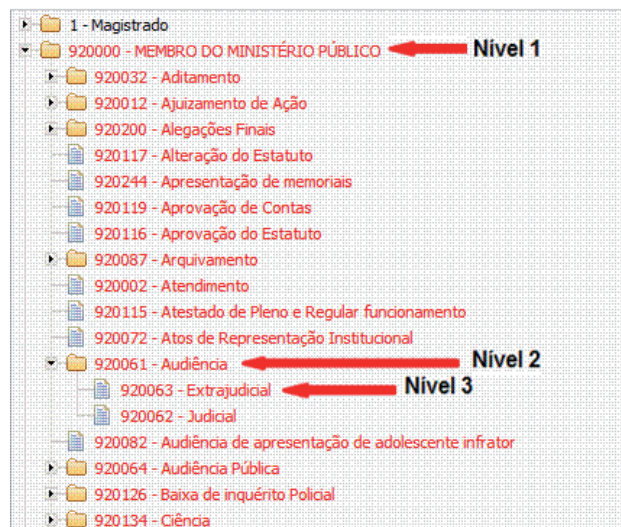 1 - Magistrado
920000 - MEMBRO DO MINISTÉRIO PÚBLICO Nível 1
920032 - Aditamento
920012 - Ajuizamento de Ação
920200 - Alegações Finais
920117 - Alteração do Estatuto
920244 - Apresentação de memoriais
920119 - Aprovação de Contas
920116 - Aprovação do Estatuto
920087 - Arquivamento
920002 - Atendimento
920115 - Atestado de Pleno e Regular funcionamento
920072 - Atos de Representação Institucional
920061 - Audiência Nível 2
920063 - Extrajudicial Nível 3
920062 - Judicial
920082 - Audiência de apresentação de adolescente infrator
920064 - Audiência Pública
920126 - Baixa de inquérito Policial
920134 - Ciência